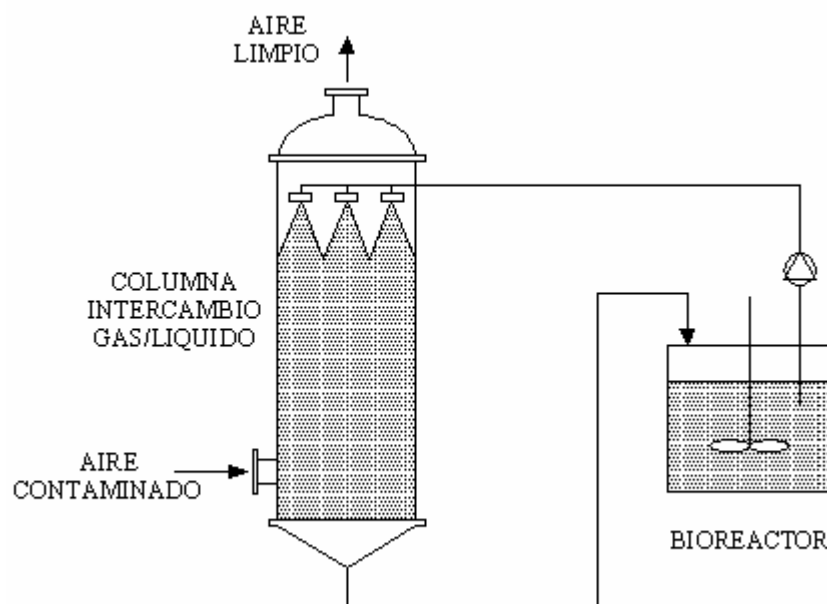 AIRE
LIMPIO
COLUMNA
INTERCAMBIO
GAS/LIQUIDO
AIRE
CONTAMINADO
BIOREACTOR